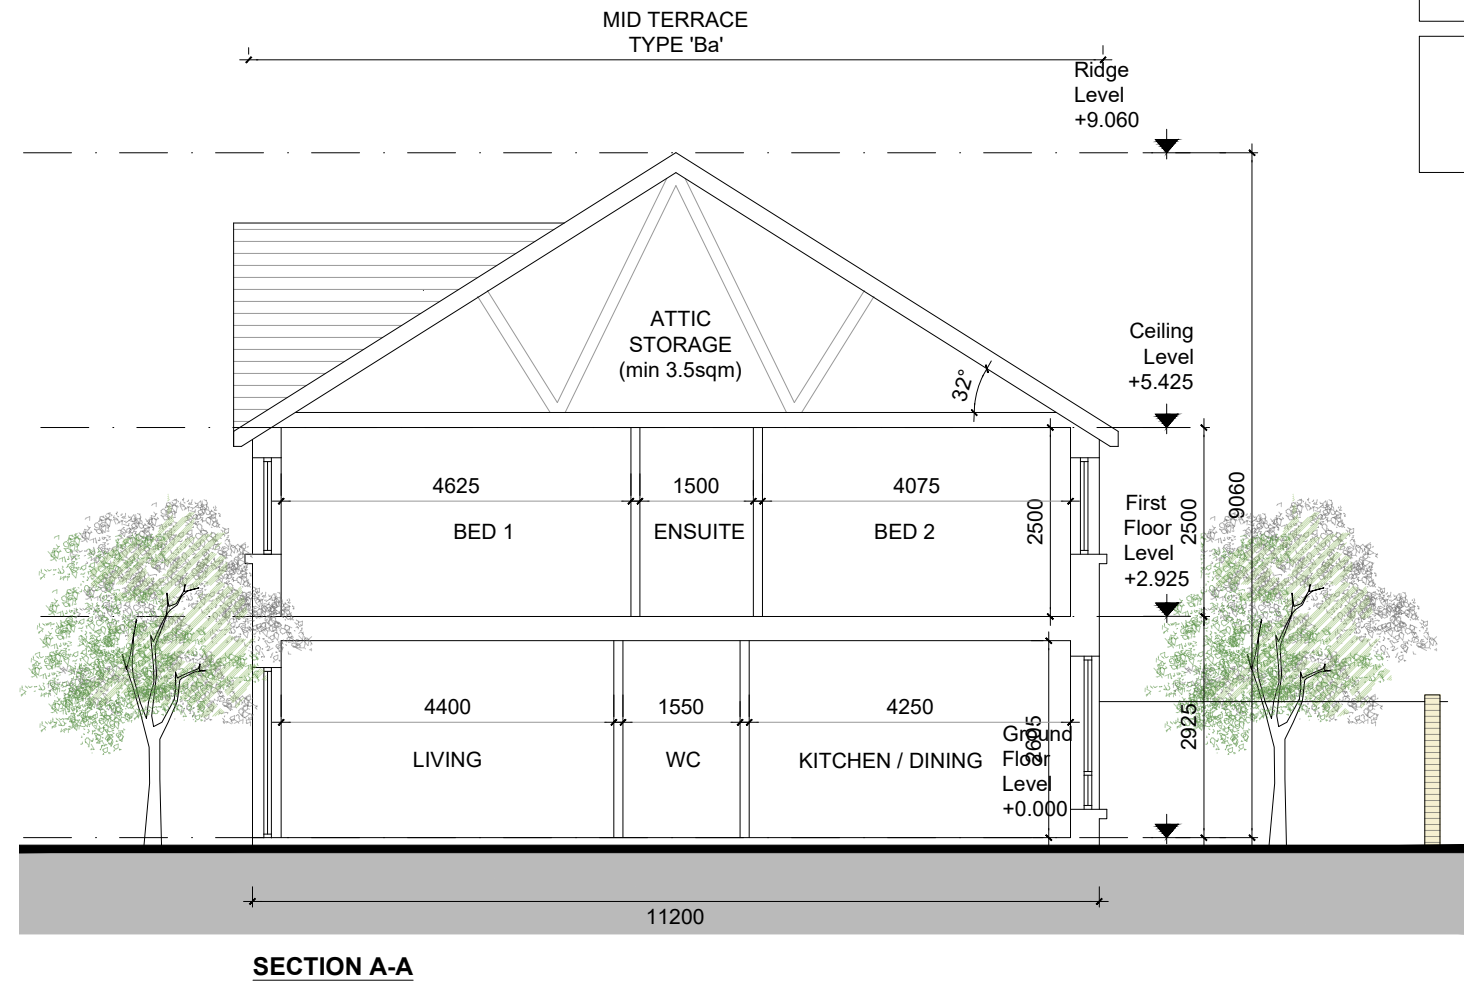 MID TERRACE
TYPE 'Ba'
Ridge
Level
+9.060
ATTIC
STORAGE
(min 3.5sqm)
32°
Ceiling
Level
+5.425
4625
1500
4075
BED 1
ENSUITE
BED 2
2500
First
Floor
Level
+2.925
2500
9060
4400
1550
4250
LIVING
WC
KITCHEN / DINING
2605
Ground
Floor
Level
+0.000
2925
11200
SECTION A-A